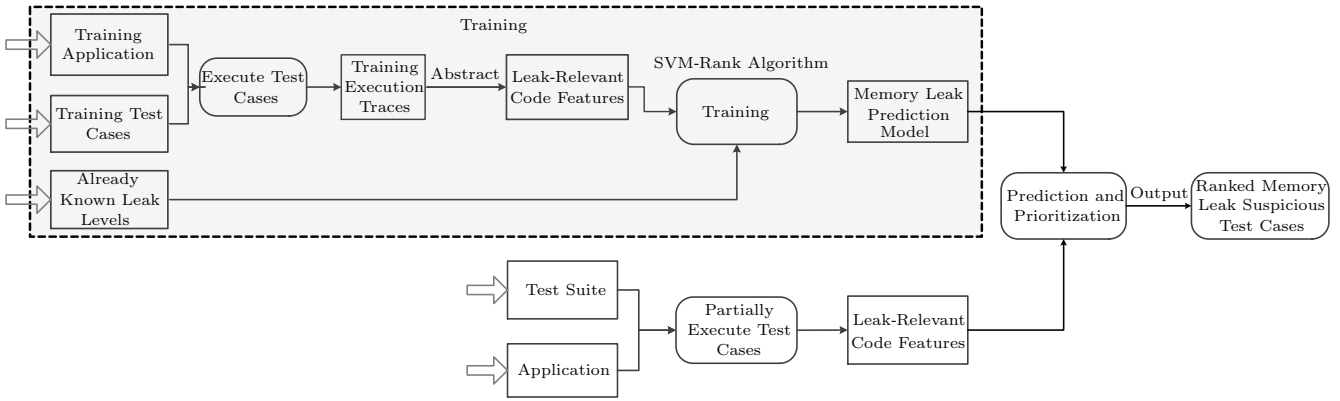 Training
Training
Application
Training Test
Cases
Already
Known Leak
Levels
Execute Test
Cases
Training
Execution
Traces
Abstract
Leak-Relevant
Code Features
SVM-Rank Algorithm
Training
Memory Leak
Prediction
Model
Prediction and
Prioritization
Output
Ranked Memory
Leak Suspicious
Test Cases
Test Suite
Application
Partially
Execute Test
Cases
Leak-Relevant
Code Features